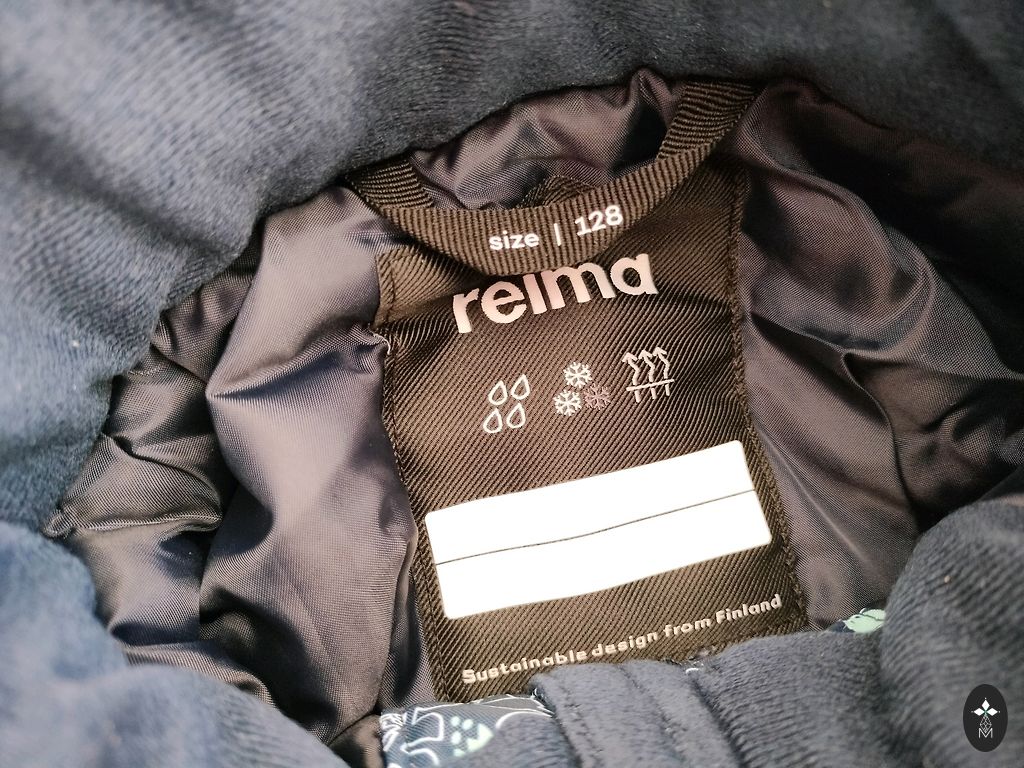 size | 128
reima
Sustainable design from Finland
M